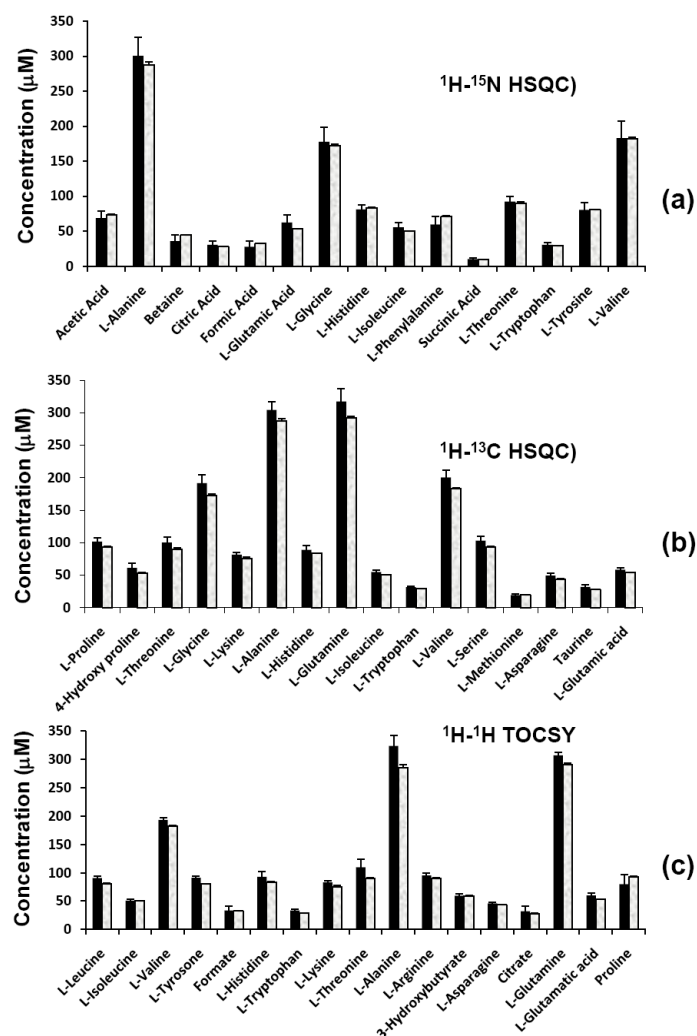 350
300
250
200
150
100
50
0
Concentration (µM)
¹H-¹⁵N HSQC)
(a)
Acetic Acid
L-Alanine
Betaine
Citric Acid
Formic Acid
L-Glutamic Acid
L-Glycine
L-Histidine
L-Isoleucine
L-Phenylalanine
Succinic Acid
L-Threonine
L-Tryptophan
L-Tyrosine
L-Valine
350
300
250
200
150
100
50
0
Concentration (µM)
¹H-¹³C HSQC)
(b)
L-Proline
4-Hydroxy proline
L-Threonine
L-Glycine
L-Lysine
L-Alanine
L-Histidine
L-Glutamine
L-Isoleucine
L-Tryptophan
L-Valine
L-Serine
L-Methionine
L-Asparagine
Taurine
L-Glutamic acid
350
300
250
200
150
100
50
0
Concentration (µM)
¹H-¹H TOCSY
(c)
L-Leucine
L-Isoleucine
L-Valine
L-Tyrosone
Formate
L-Histidine
L-Tryptophan
L-Lysine
L-Threonine
L-Alanine
L-Arginine
3-Hydroxybutyrate
L-Asparagine
Citrate
L-Glutamine
L-Glutamatic acid
Proline